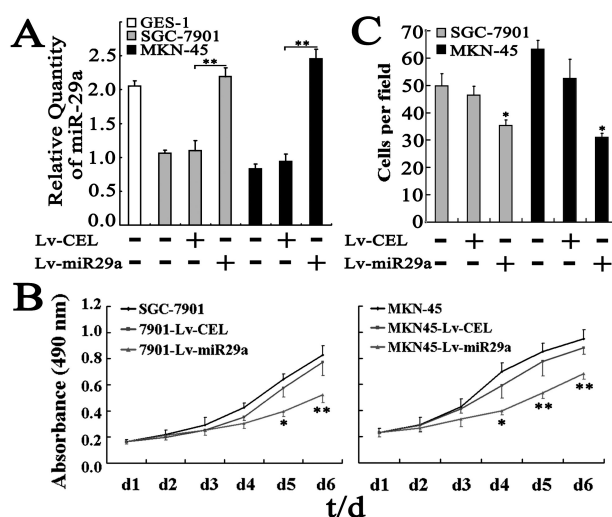 A
GES-1
SGC-7901
MKN-45
**
**
Relative Quantity
of miR-29a
2.5
2.0
1.5
1.0
0.5
0.0
Lv-CEL - - + - - + -
Lv-miR29a - - - + - - +
C
SGC-7901
MKN-45
Cells per field
70
60
50
40
30
20
10
0
*
*
Lv-CEL - + - - + -
Lv-miR29a - - + - - +
B
Absorbance (490 nm)
1.2
1.0
0.8
0.6
0.4
0.2
0.0
SGC-7901
7901-Lv-CEL
7901-Lv-miR29a
*
**
d1 d2 d3 d4 d5 d6
MKN-45
MKN45-Lv-CEL
MKN45-Lv-miR29a
*
**
**
d1 d2 d3 d4 d5 d6
t/d